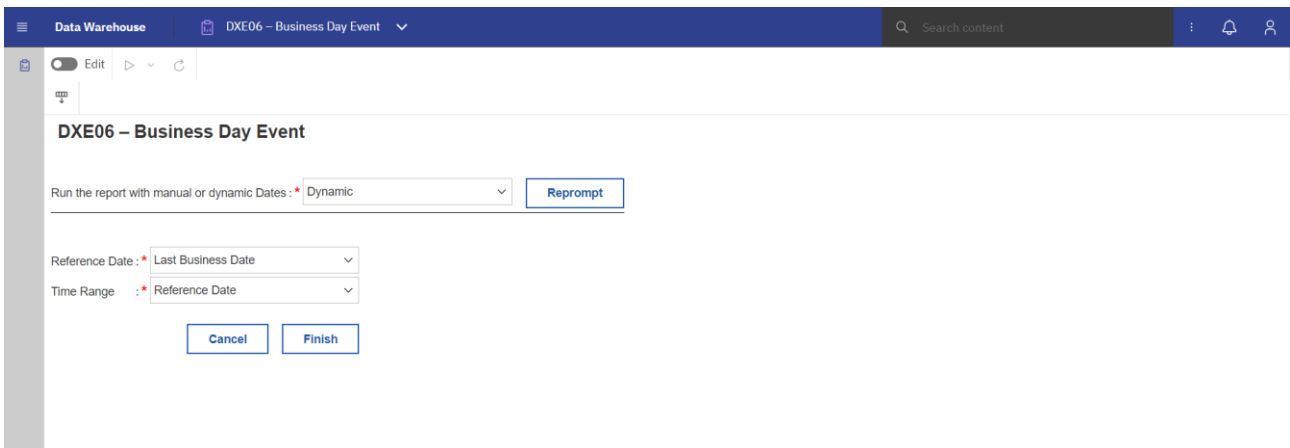 Data Warehouse DXE06 – Business Day Event Search content
Edit
DXE06 – Business Day Event
Run the report with manual or dynamic Dates : * Dynamic Reprompt
Reference Date : * Last Business Date
Time Range : * Reference Date
Cancel Finish